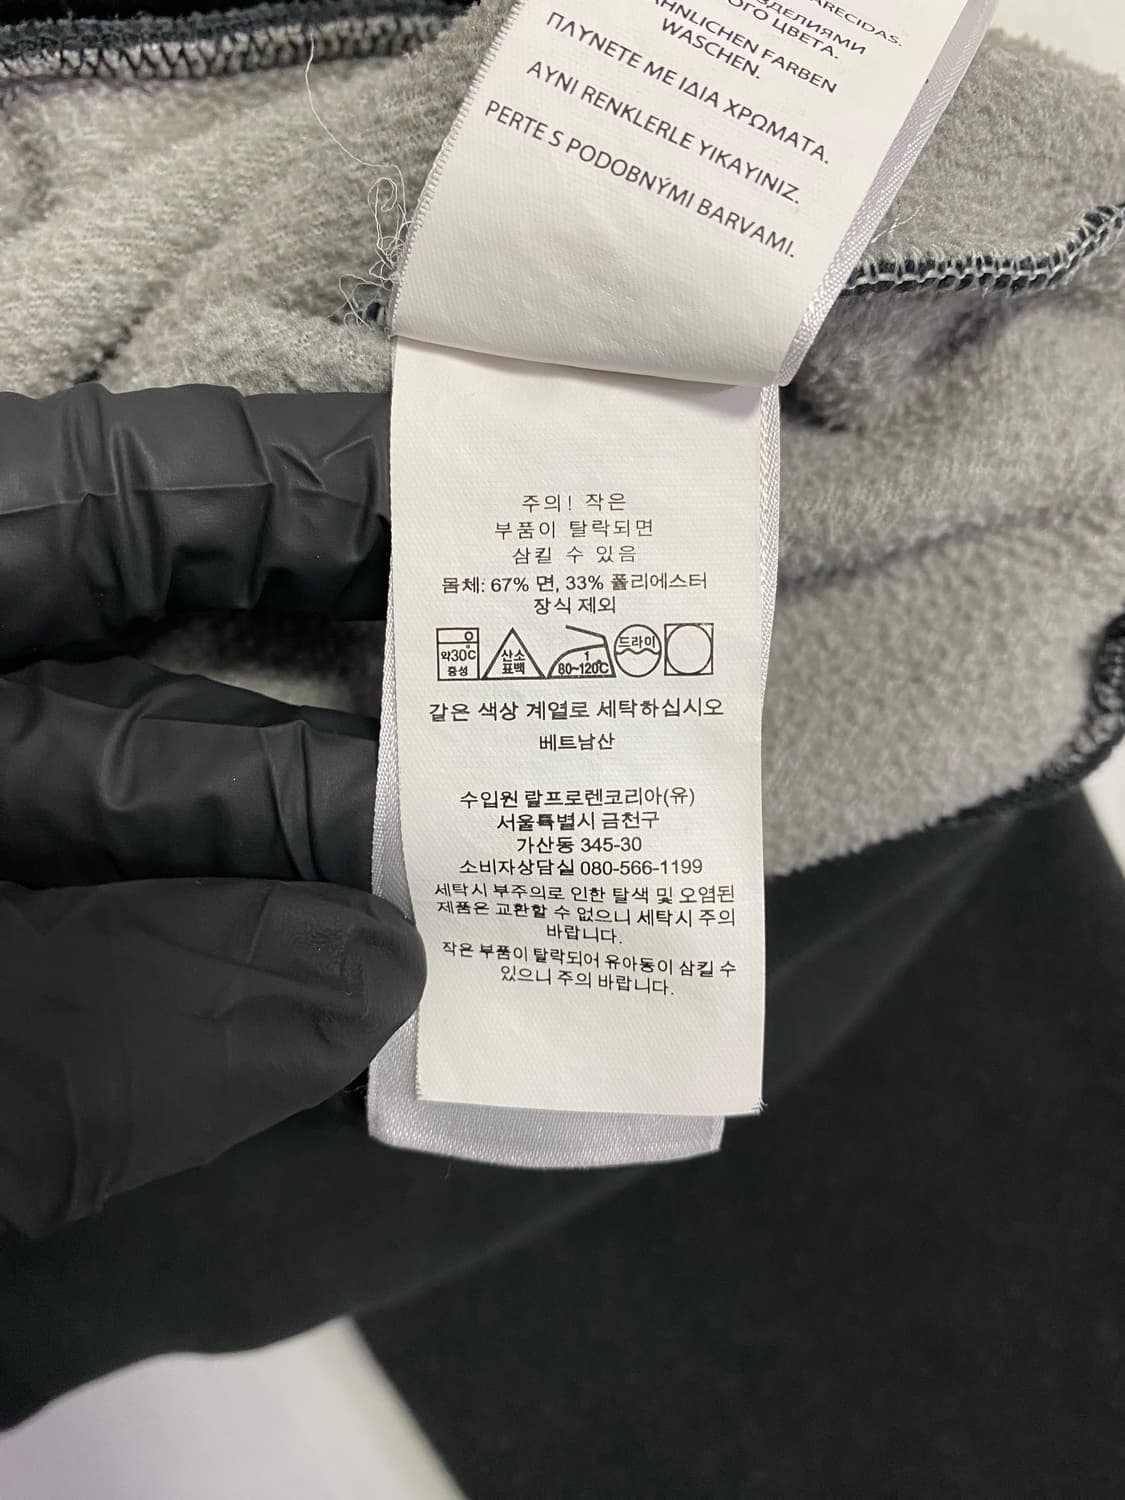 ARECIDAS.
ЗДЕЛИЯМИ
ОГО ЦВЕТА.
ÄHNLICHEN FARBEN
WASCHEN.
ΠΛΥΝΕΤΕ ΜΕ ΙΔΙΑ ΧΡΩΜΑΤΑ.
AYNI RENKLERLE YIKAYINIZ.
PERTE S PODOBNÝMI BARVAMI.
주의! 작은
부품이 탈락되면
삼킬 수 있음
몸체: 67% 면, 33% 폴리에스터
장식 제외
약30°C
중성
산소
표백
1
80~120°C
드라이
같은 색상 계열로 세탁하십시오
베트남산
수입원 랄프로렌코리아(유)
서울특별시 금천구
가산동 345-30
소비자상담실 080-566-1199
세탁시 부주의로 인한 탈색 및 오염된
제품은 교환할 수 없으니 세탁시 주의
바랍니다.
작은 부품이 탈락되어 유아동이 삼킬 수
있으니 주의 바랍니다.